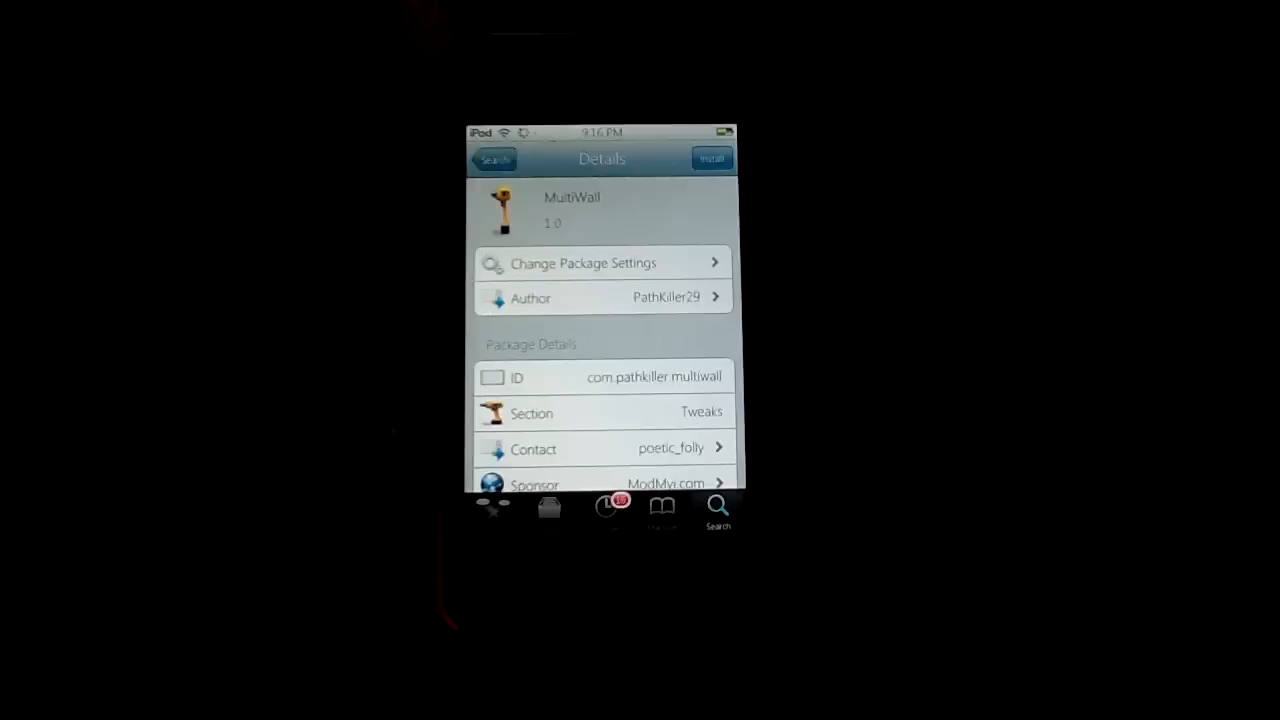 iPod 9:16 PM
Search Details Install
MultiWall
1.0
Change Package Settings
Author PathKiller29
Package Details
ID com.pathkiller.multiwall
Section Tweaks
Contact poetic_folly
Sponsor ModMyi.com
Search